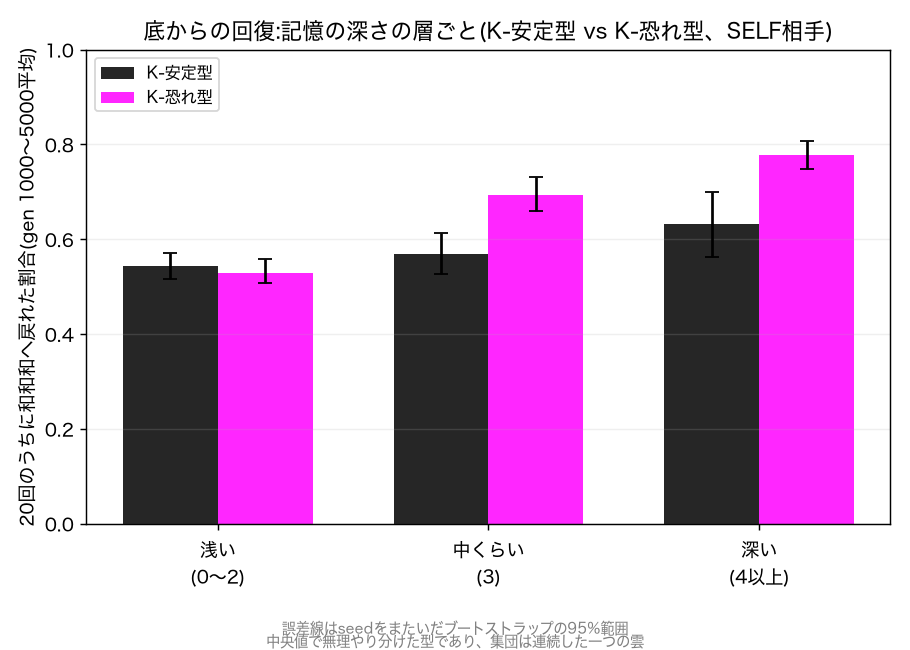 底からの回復:記憶の深さの層ごと(K-安定型 vs K-恐れ型、SELF相手)
20回のうちに和和和へ戻れた割合(gen 1000〜5000平均)
1.0
0.8
0.6
0.4
0.2
0.0
K-安定型
K-恐れ型
浅い
(0〜2)
中くらい
(3)
深い
(4以上)
誤差線はseedをまたいだブートストラップの95%範囲
中央値で無理やり分けた型であり、集団は連続した一つの雲